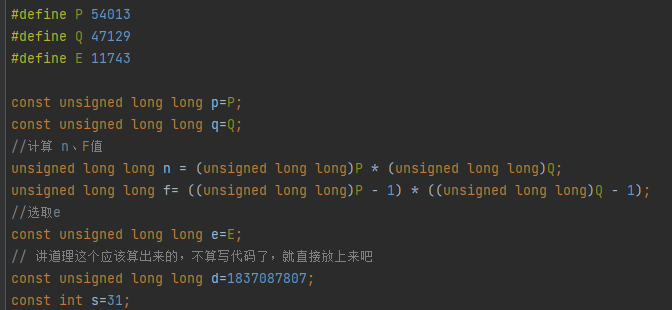 #define P 54013
#define Q 47129
#define E 11743
const unsigned long long p=P;
const unsigned long long q=Q;
//计算 n、F值
unsigned long long n = (unsigned long long)P * (unsigned long long)Q;
unsigned long long f= ((unsigned long long)P - 1) * ((unsigned long long)Q - 1);
//选取e
const unsigned long long e=E;
// 讲道理这个应该算出来的，不算写代码了，就直接放上来吧
const unsigned long long d=1837087807;
const int s=31;